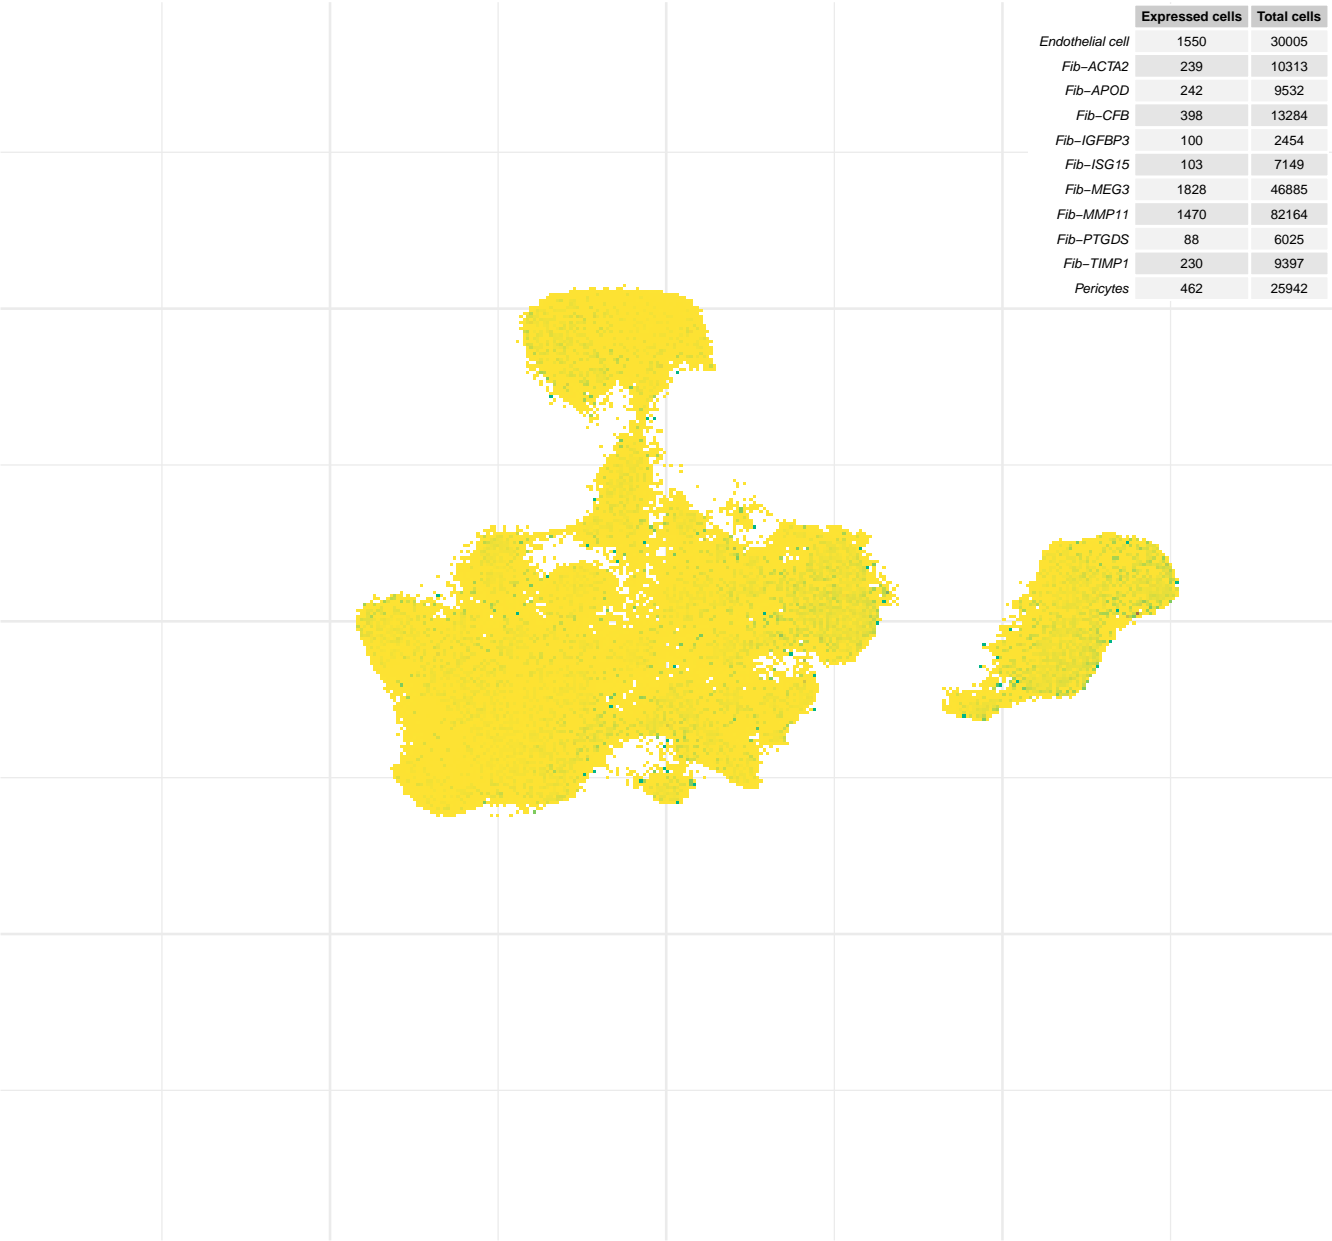 Expressed cells Total cells
Endothelial cell 1550 30005
Fib−ACTA2 239 10313
Fib−APOD 242 9532
Fib−CFB 398 13284
Fib−IGFBP3 100 2454
Fib−ISG15 103 7149
Fib−MEG3 1828 46885
Fib−MMP11 1470 82164
Fib−PTGDS 88 6025
Fib−TIMP1 230 9397
Pericytes 462 25942